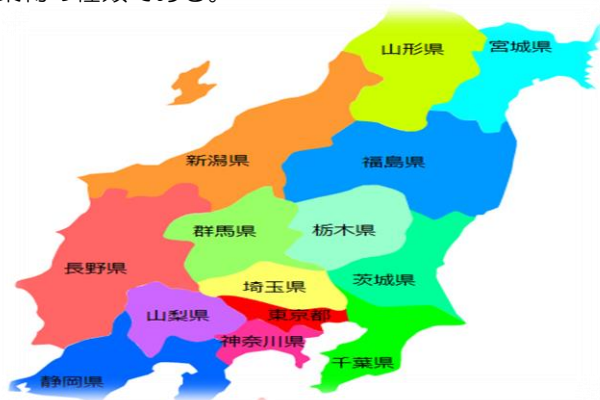 山形県
宮城県
新潟県
福島県
群馬県
栃木県
長野県
茨城県
埼玉県
山梨県
東京都
神奈川県
千葉県
静岡県